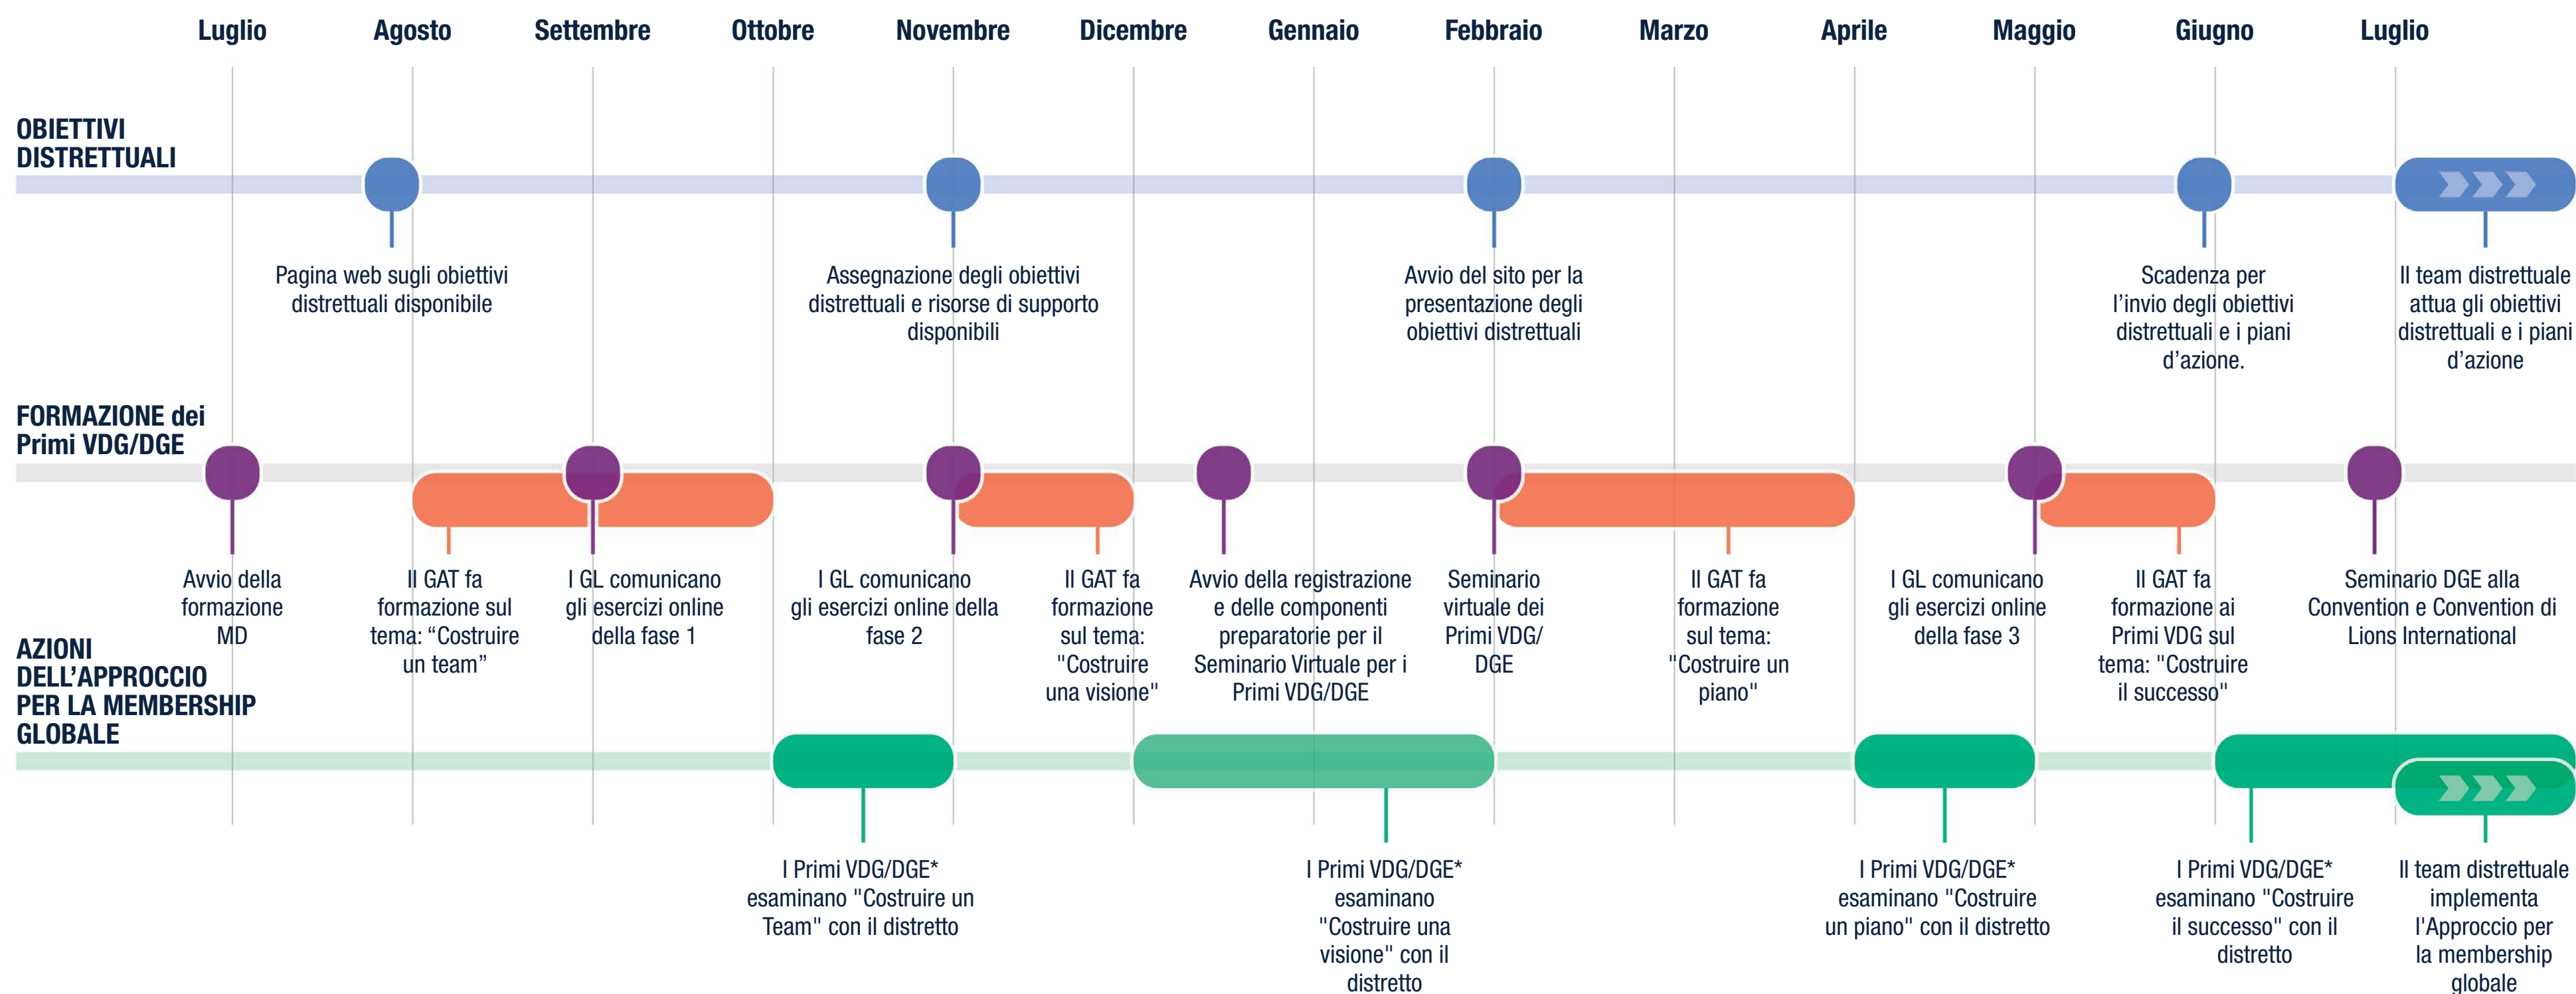 Luglio Agosto Settembre Ottobre Novembre Dicembre Gennaio Febbraio Marzo Aprile Maggio Giugno Luglio
OBIETTIVI
DISTRETTUALI
Pagina web sugli obiettivi
distrettuali disponibile
Assegnazione degli obiettivi
distrettuali e risorse di supporto
disponibili
Avvio del sito per la
presentazione degli
obiettivi distrettuali
Scadenza per
l’invio degli obiettivi
distrettuali e i piani
d’azione.
Il team distrettuale
attua gli obiettivi
distrettuali e i piani
d’azione
FORMAZIONE dei
Primi VDG/DGE
Avvio della
formazione
MD
Il GAT fa
formazione sul
tema: “Costruire
un team”
I GL comunicano
gli esercizi online
della fase 1
I GL comunicano
gli esercizi online della
fase 2
Il GAT fa
formazione
sul tema:
"Costruire
una visione"
Avvio della registrazione
e delle componenti
preparatorie per il
Seminario Virtuale per i
Primi VDG/DGE
Seminario
virtuale dei
Primi VDG/
DGE
Il GAT fa
formazione
sul tema:
"Costruire un
piano"
I GL comunicano
gli esercizi online
della fase 3
Il GAT fa
formazione ai
Primi VDG sul
tema: "Costruire
il successo"
Seminario DGE alla
Convention e Convention di
Lions International
AZIONI
DELL’APPROCCIO
PER LA MEMBERSHIP
GLOBALE
I Primi VDG/DGE*
esaminano "Costruire un
Team" con il distretto
I Primi VDG/DGE*
esaminano
"Costruire una
visione" con il
distretto
I Primi VDG/DGE*
esaminano "Costruire
un piano" con il distretto
I Primi VDG/DGE*
esaminano "Costruire
il successo" con il
distretto
Il team distrettuale
implementa
l'Approccio per
la membership
globale